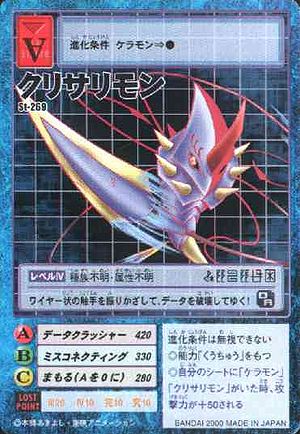 A
進化条件 ケラモン⇒●
クリサリモン
St-269
レベルⅣ 種族不明・属性不明
DA
ワイヤー状の触手を振りかざして、データを破壊してゆく!
A データクラッシャー 420
B ミスコネクティング 330
C まもる(Aを0に) 280
進化条件は無視できない
○能力「くうちゅう」をもつ
○自分のシートに「ケラモン」
「クリサリモン」がいた時、攻
撃力が+50される
LOST POINT
©本郷あきよし・東映アニメーション
BANDAI 2000 MADE IN JAPAN